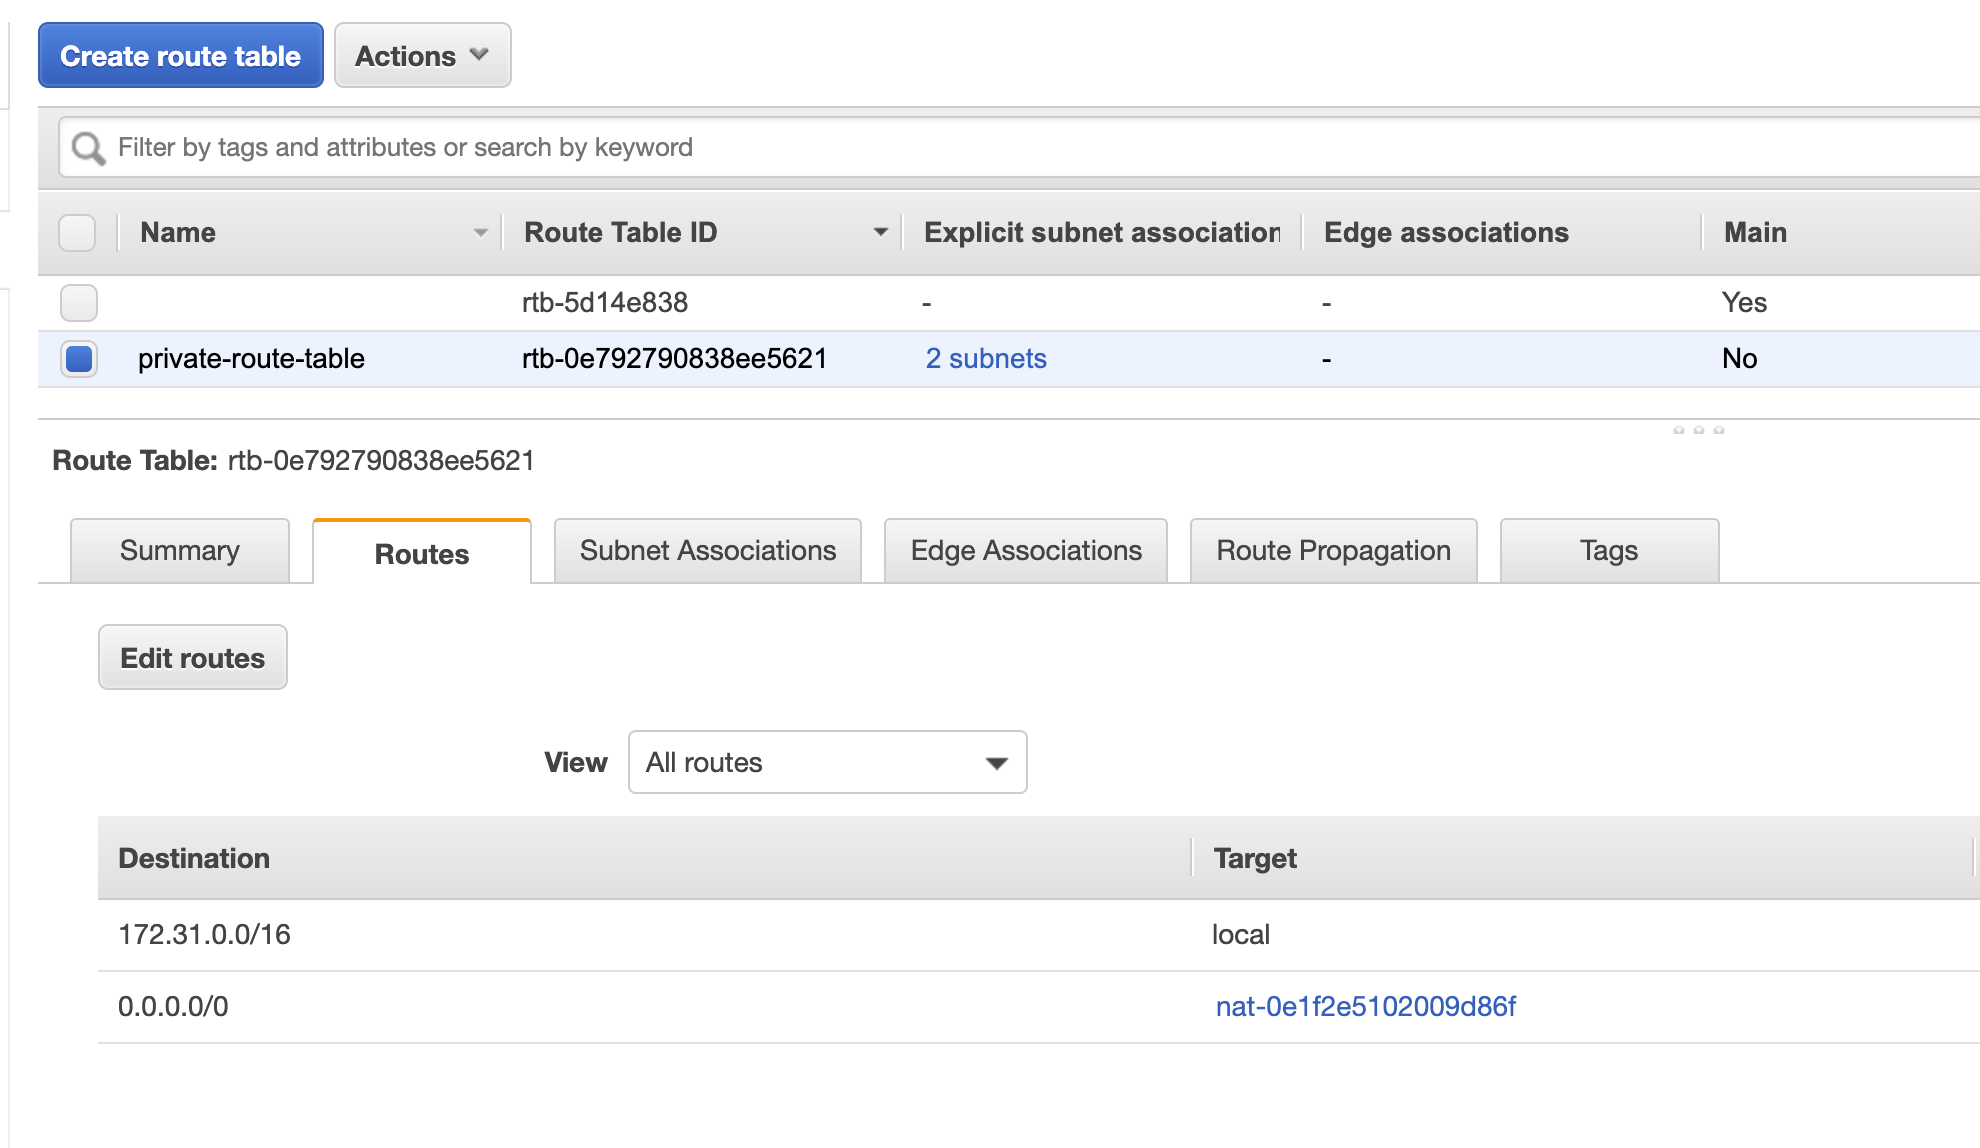 Create route table Actions
Filter by tags and attributes or search by keyword
Name Route Table ID Explicit subnet association Edge associations Main
rtb-5d14e838 - - Yes
private-route-table rtb-0e792790838ee5621 2 subnets - No
Route Table: rtb-0e792790838ee5621
Summary Routes Subnet Associations Edge Associations Route Propagation Tags
Edit routes
View All routes
Destination Target
172.31.0.0/16 local
0.0.0.0/0 nat-0e1f2e5102009d86f